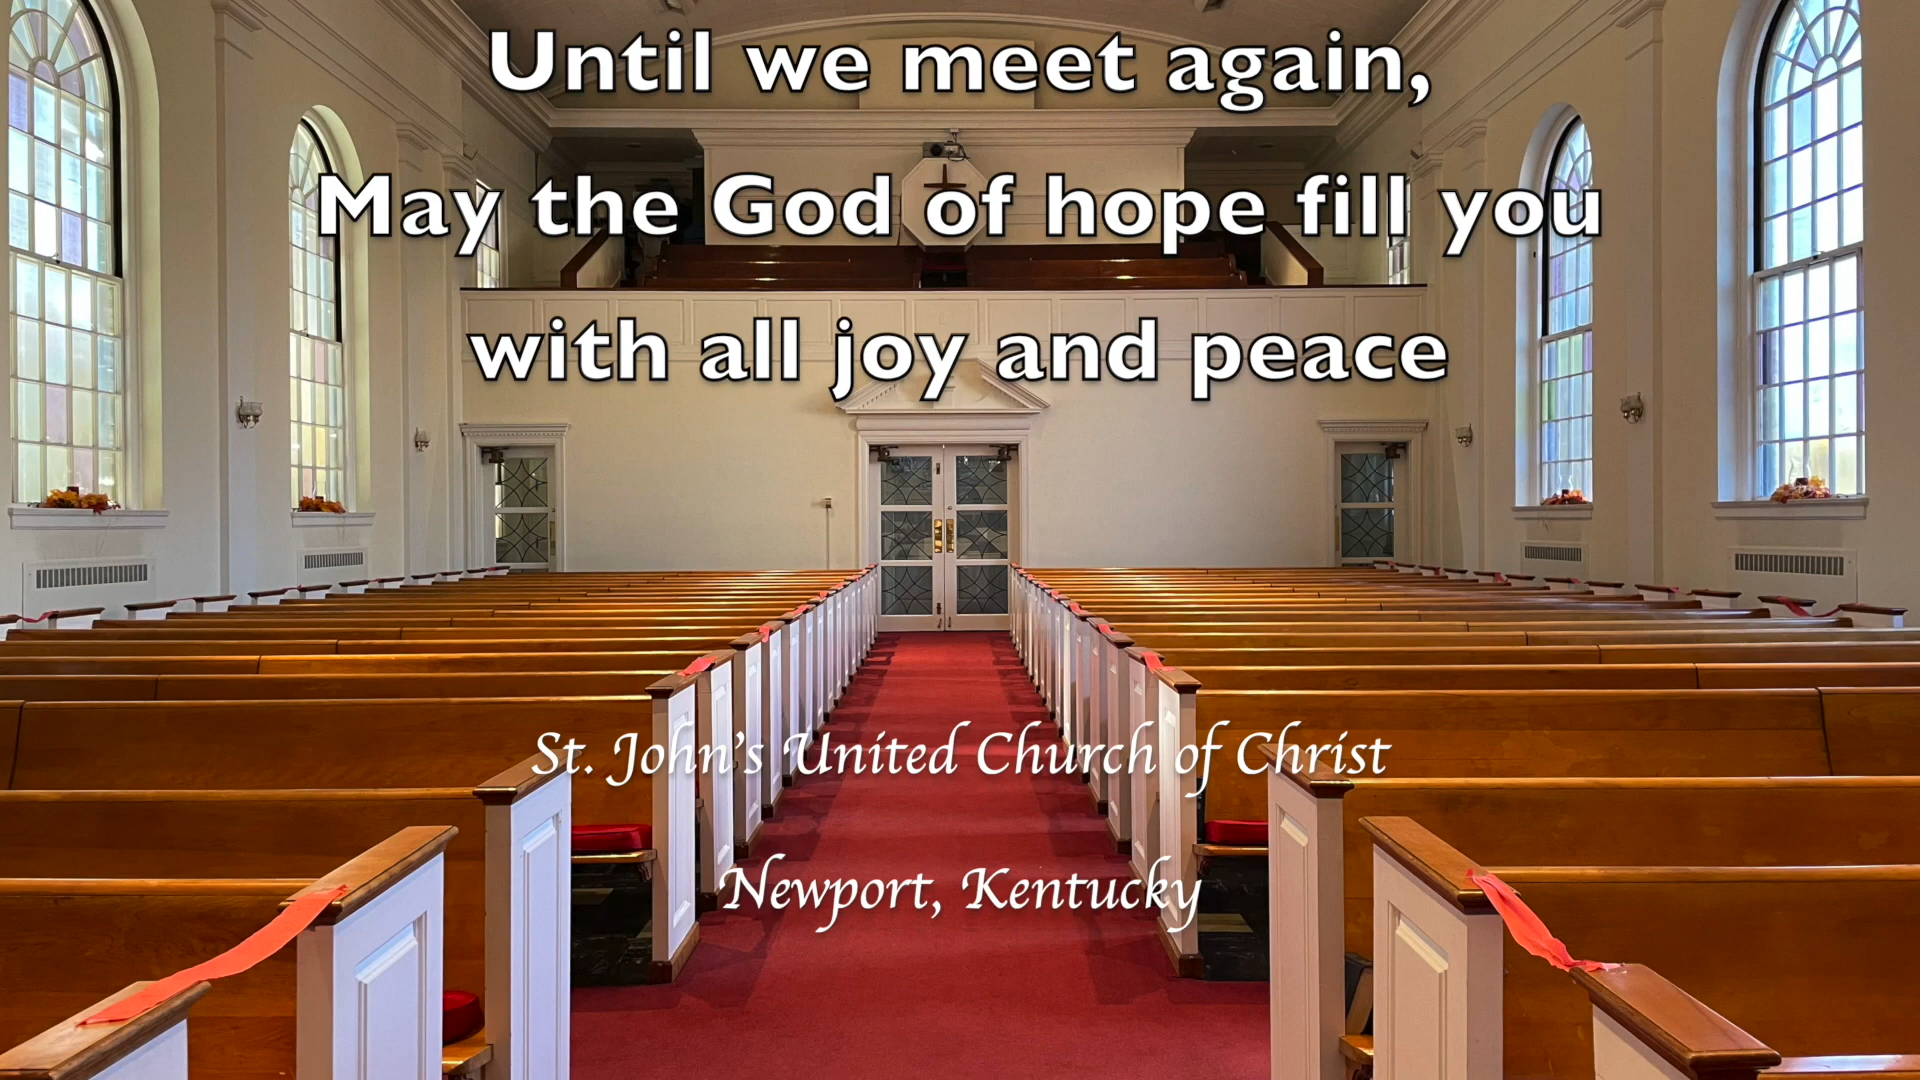 Until we meet again,
May the God of hope fill you
with all joy and peace
St. John's United Church of Christ
Newport, Kentucky